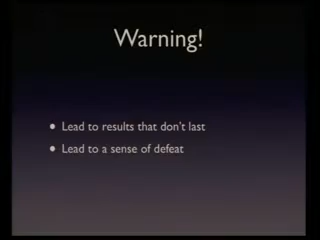 Warning!
• Lead to results that don't last
• Lead to a sense of defeat